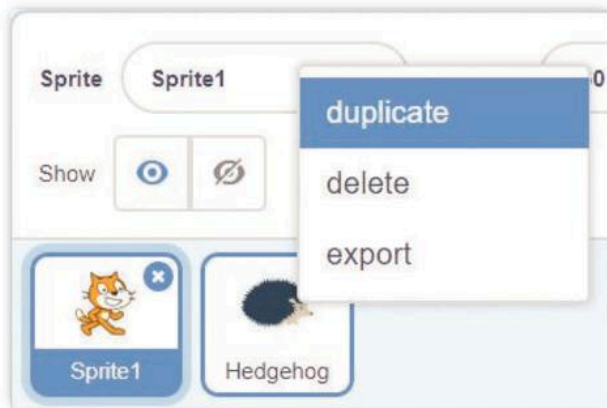 Sprite Sprite1
duplicate
Show
delete
export
Sprite1 Hedgehog